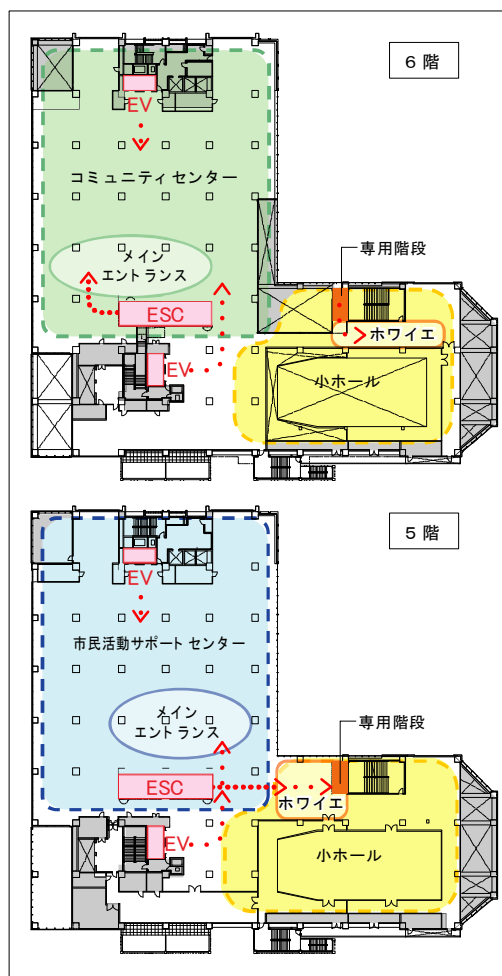 6 階
EV
コミュニティセンター
メイン
エントランス
専用階段
ESC
ホワイエ
EV
小ホール
5 階
EV
市民活動サポートセンター
メイン
エントランス
専用階段
ESC
ホワイエ
EV
小ホール